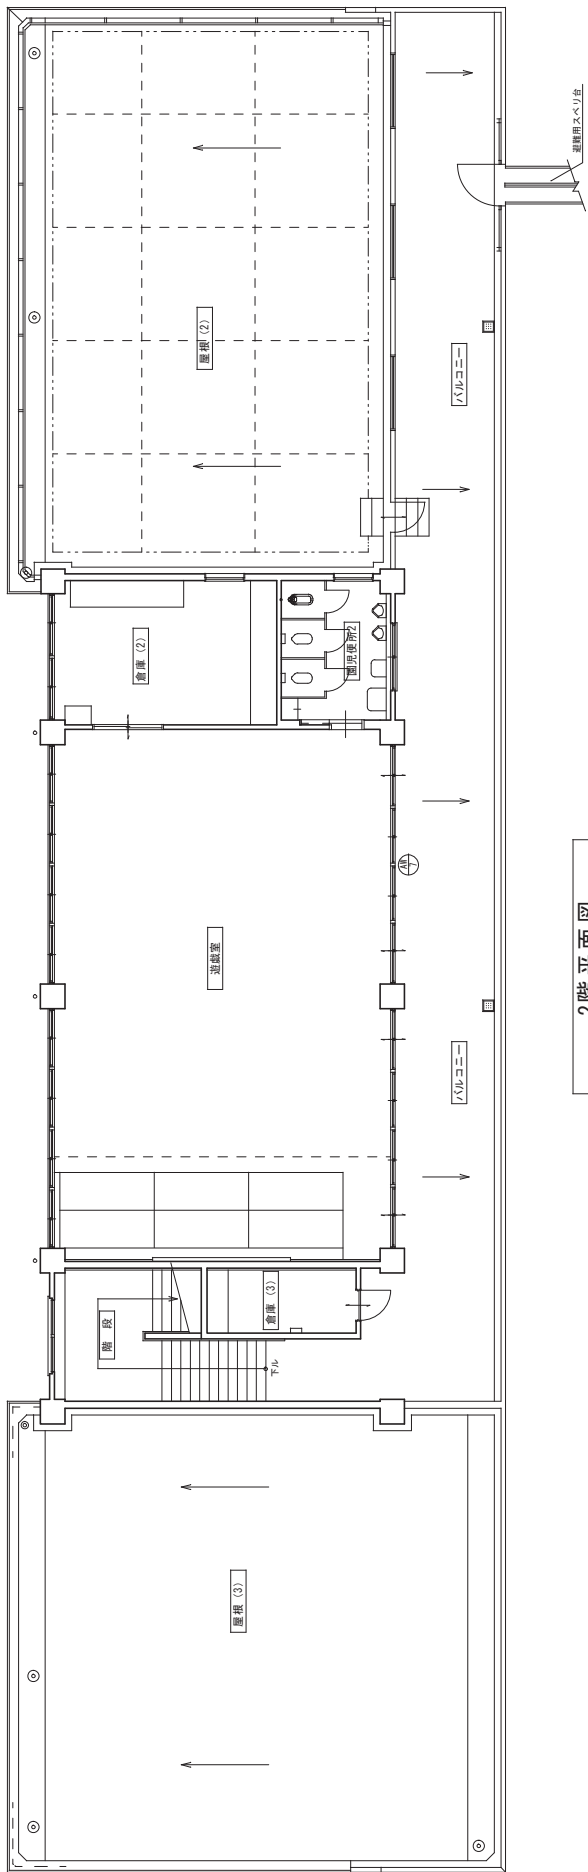 避難用スベリ台
屋根（2）
バルコニー
倉庫（2）
園児便所2
AW
7
遊戯室
2階平面図
バルコニー
倉庫（3）
階 段
下ル
屋根（3）